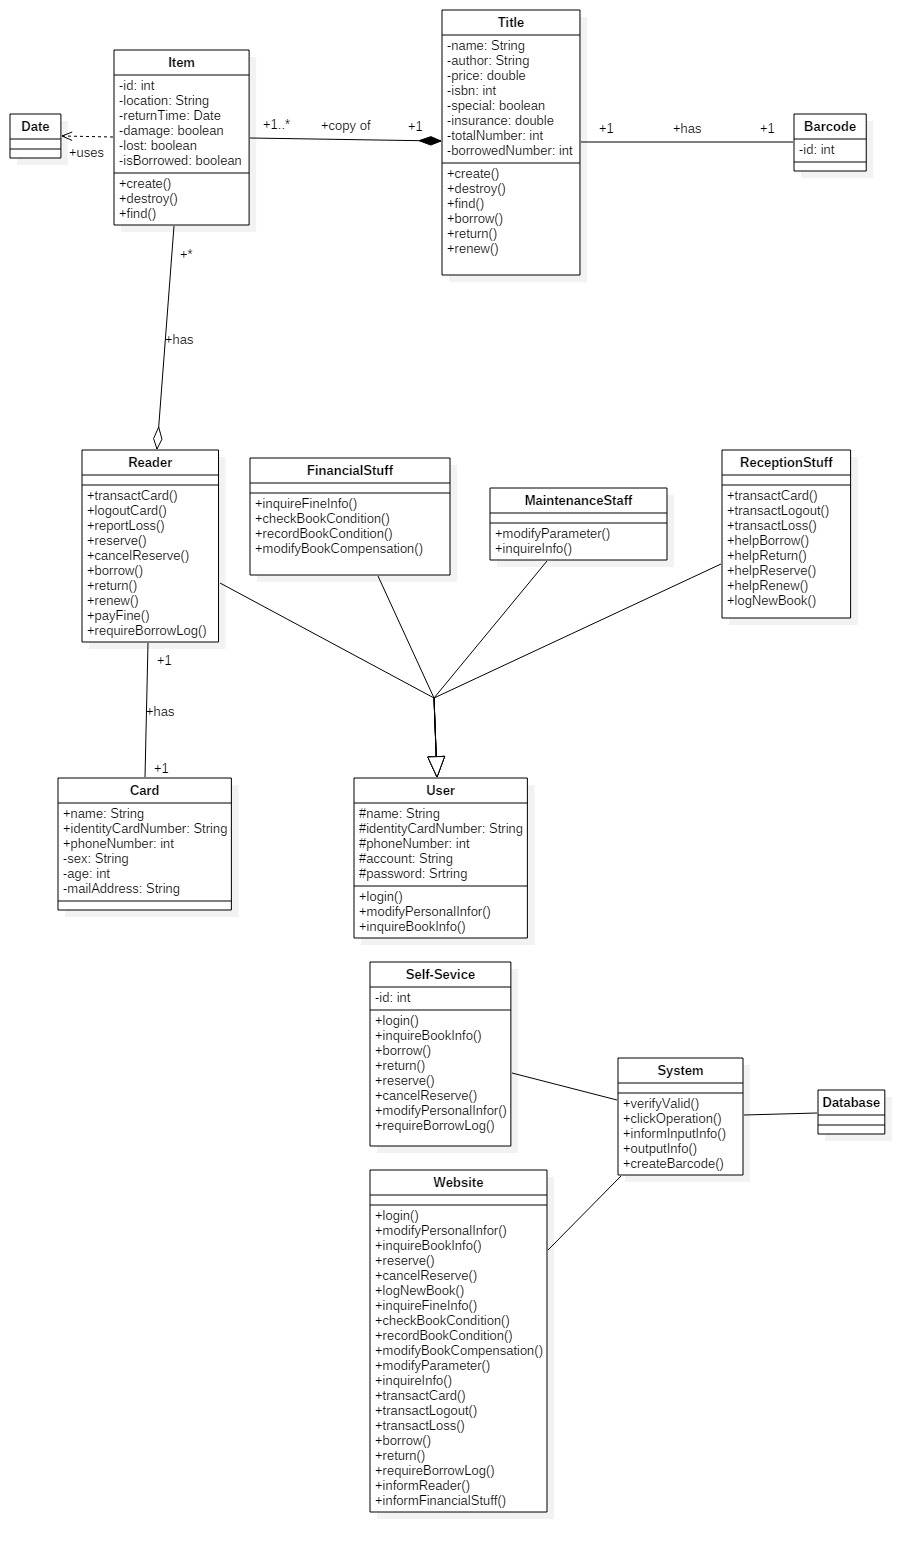 Title
-name: String
-author: String
-price: double
-isbn: int
-special: boolean
-insurance: double
-totalNumber: int
-borrowedNumber: int
+create()
+destroy()
+find()
+borrow()
+return()
+renew()
Item
-id: int
-location: String
-returnTime: Date
-damage: boolean
-lost: boolean
-isBorrowed: boolean
+create()
+destroy()
+find()
Date
+uses
+1..*
+copy of
+1
+1
+has
+1
Barcode
-id: int
+*
+has
Reader
+transactCard()
+logoutCard()
+reportLoss()
+reserve()
+cancelReserve()
+borrow()
+return()
+renew()
+payFine()
+requireBorrowLog()
FinancialStuff
+inquireFineInfo()
+checkBookCondition()
+recordBookCondition()
+modifyBookCompensation()
MaintenanceStaff
+modifyParameter()
+inquireInfo()
ReceptionStuff
+transactCard()
+transactLogout()
+transactLoss()
+helpBorrow()
+helpReturn()
+helpReserve()
+helpRenew()
+logNewBook()
+1
+has
+1
Card
+name: String
+identityCardNumber: String
+phoneNumber: int
-sex: String
-age: int
-mailAddress: String
User
#name: String
#identityCardNumber: String
#phoneNumber: int
#account: String
#password: Srtring
+login()
+modifyPersonalInfor()
+inquireBookInfo()
Self-Sevice
-id: int
+login()
+inquireBookInfo()
+borrow()
+return()
+reserve()
+cancelReserve()
+modifyPersonalInfor()
+requireBorrowLog()
System
+verifyValid()
+clickOperation()
+informInputInfo()
+outputInfo()
+createBarcode()
Database
Website
+login()
+modifyPersonalInfor()
+inquireBookInfo()
+reserve()
+cancelReserve()
+logNewBook()
+inquireFineInfo()
+checkBookCondition()
+recordBookCondition()
+modifyBookCompensation()
+modifyParameter()
+inquireInfo()
+transactCard()
+transactLogout()
+transactLoss()
+borrow()
+return()
+requireBorrowLog()
+informReader()
+informFinancialStuff()